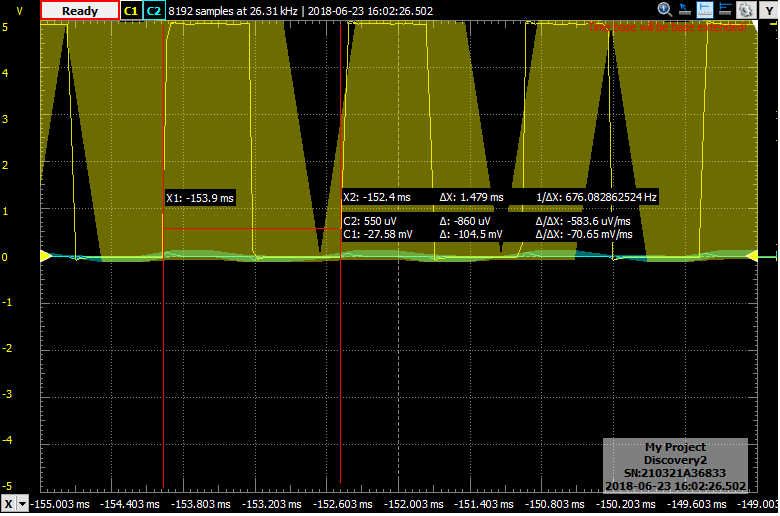 V Ready C1 C2 8192 samples at 26.31 kHz | 2018-06-23 16:02:26.502 Y
5
3
2
1
0
-1
-2
-3
-4
-5
X1: -153.9 ms
X2: -152.4 ms ΔX: 1.479 ms 1/ΔX: 676.082862524 Hz
C2: 550 uV Δ: -860 uV Δ/ΔX: -583.6 uV/ms
C1: -27.58 mV Δ: -104.5 mV Δ/ΔX: -70.65 mV/ms
My Project
Discovery2
SN:210321A36833
2018-06-23 16:02:26.502
X -155.003 ms -154.403 ms -153.803 ms -153.203 ms -152.603 ms -152.003 ms -151.403 ms -150.803 ms -150.203 ms -149.603 ms -149.003